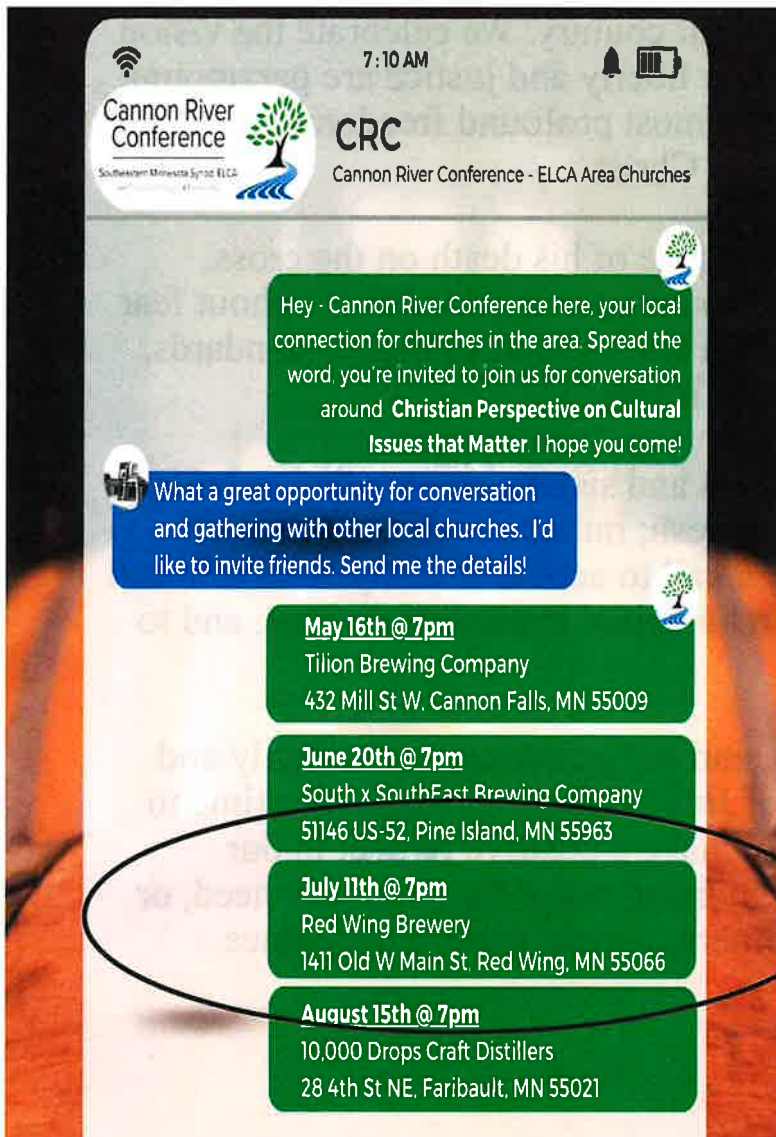 7:10 AM
Cannon River
Conference
Southeastern Minnesota Synod ELCA
CRC
Cannon River Conference - ELCA Area Churches
Hey - Cannon River Conference here, your local
connection for churches in the area. Spread the
word, you're invited to join us for conversation
around Christian Perspective on Cultural
Issues that Matter. I hope you come!
What a great opportunity for conversation
and gathering with other local churches. I'd
like to invite friends. Send me the details!
May 16th @ 7pm
Tilion Brewing Company
432 Mill St W, Cannon Falls, MN 55009
June 20th @ 7pm
South x SouthEast Brewing Company
51146 US-52, Pine Island, MN 55963
July 11th @ 7pm
Red Wing Brewery
1411 Old W Main St, Red Wing, MN 55066
August 15th @ 7pm
10,000 Drops Craft Distillers
28 4th St NE, Faribault, MN 55021